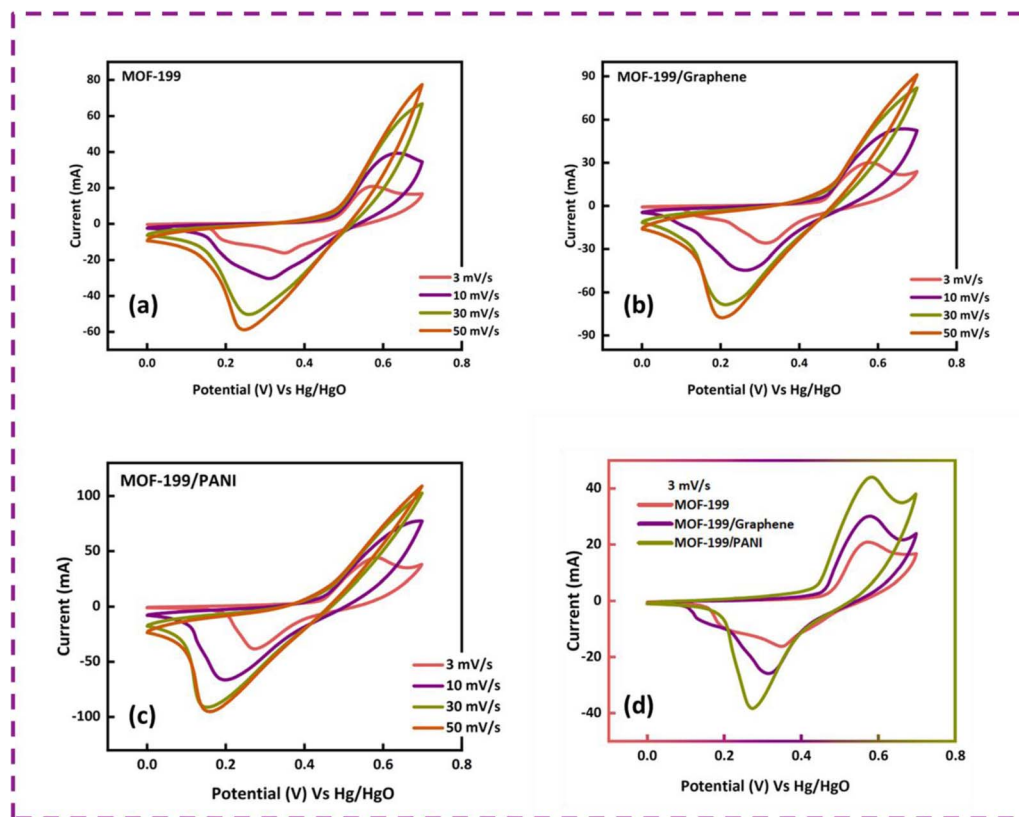 MOF-199
80
60
40
20
0
-20
-40
-60
Current (mA)
(a)
3 mV/s
10 mV/s
30 mV/s
50 mV/s
0.0 0.2 0.4 0.6 0.8
Potential (V) Vs Hg/HgO
MOF-199/Graphene
90
60
30
0
-30
-60
-90
Current (mA)
(b)
3 mV/s
10 mV/s
30 mV/s
50 mV/s
0.0 0.2 0.4 0.6 0.8
Potential (V) Vs Hg/HgO
MOF-199/PANI
100
50
0
-50
-100
Current (mA)
(c)
3 mV/s
10 mV/s
30 mV/s
50 mV/s
0.0 0.2 0.4 0.6 0.8
Potential (V) Vs Hg/HgO
3 mV/s
MOF-199
MOF-199/Graphene
MOF-199/PANI
40
20
0
-20
-40
Current (mA)
(d)
0.0 0.2 0.4 0.6 0.8
Potential (V) Vs Hg/HgO